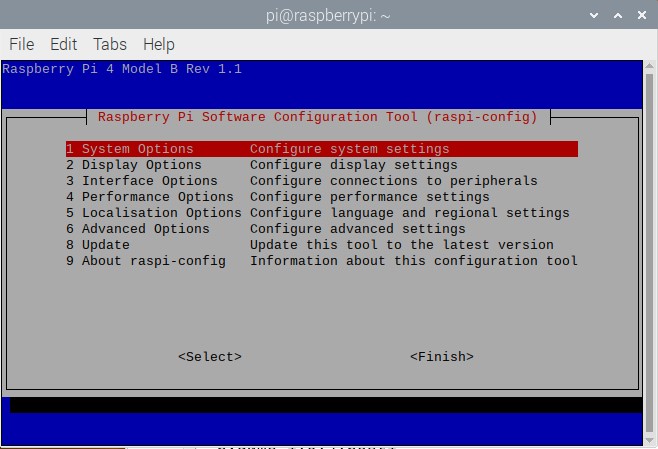 pi@raspberrypi: ~
File Edit Tabs Help
Raspberry Pi 4 Model B Rev 1.1
Raspberry Pi Software Configuration Tool (raspi-config)
1 System Options Configure system settings
2 Display Options Configure display settings
3 Interface Options Configure connections to peripherals
4 Performance Options Configure performance settings
5 Localisation Options Configure language and regional settings
6 Advanced Options Configure advanced settings
8 Update Update this tool to the latest version
9 About raspi-config Information about this configuration tool
<Select> <Finish>